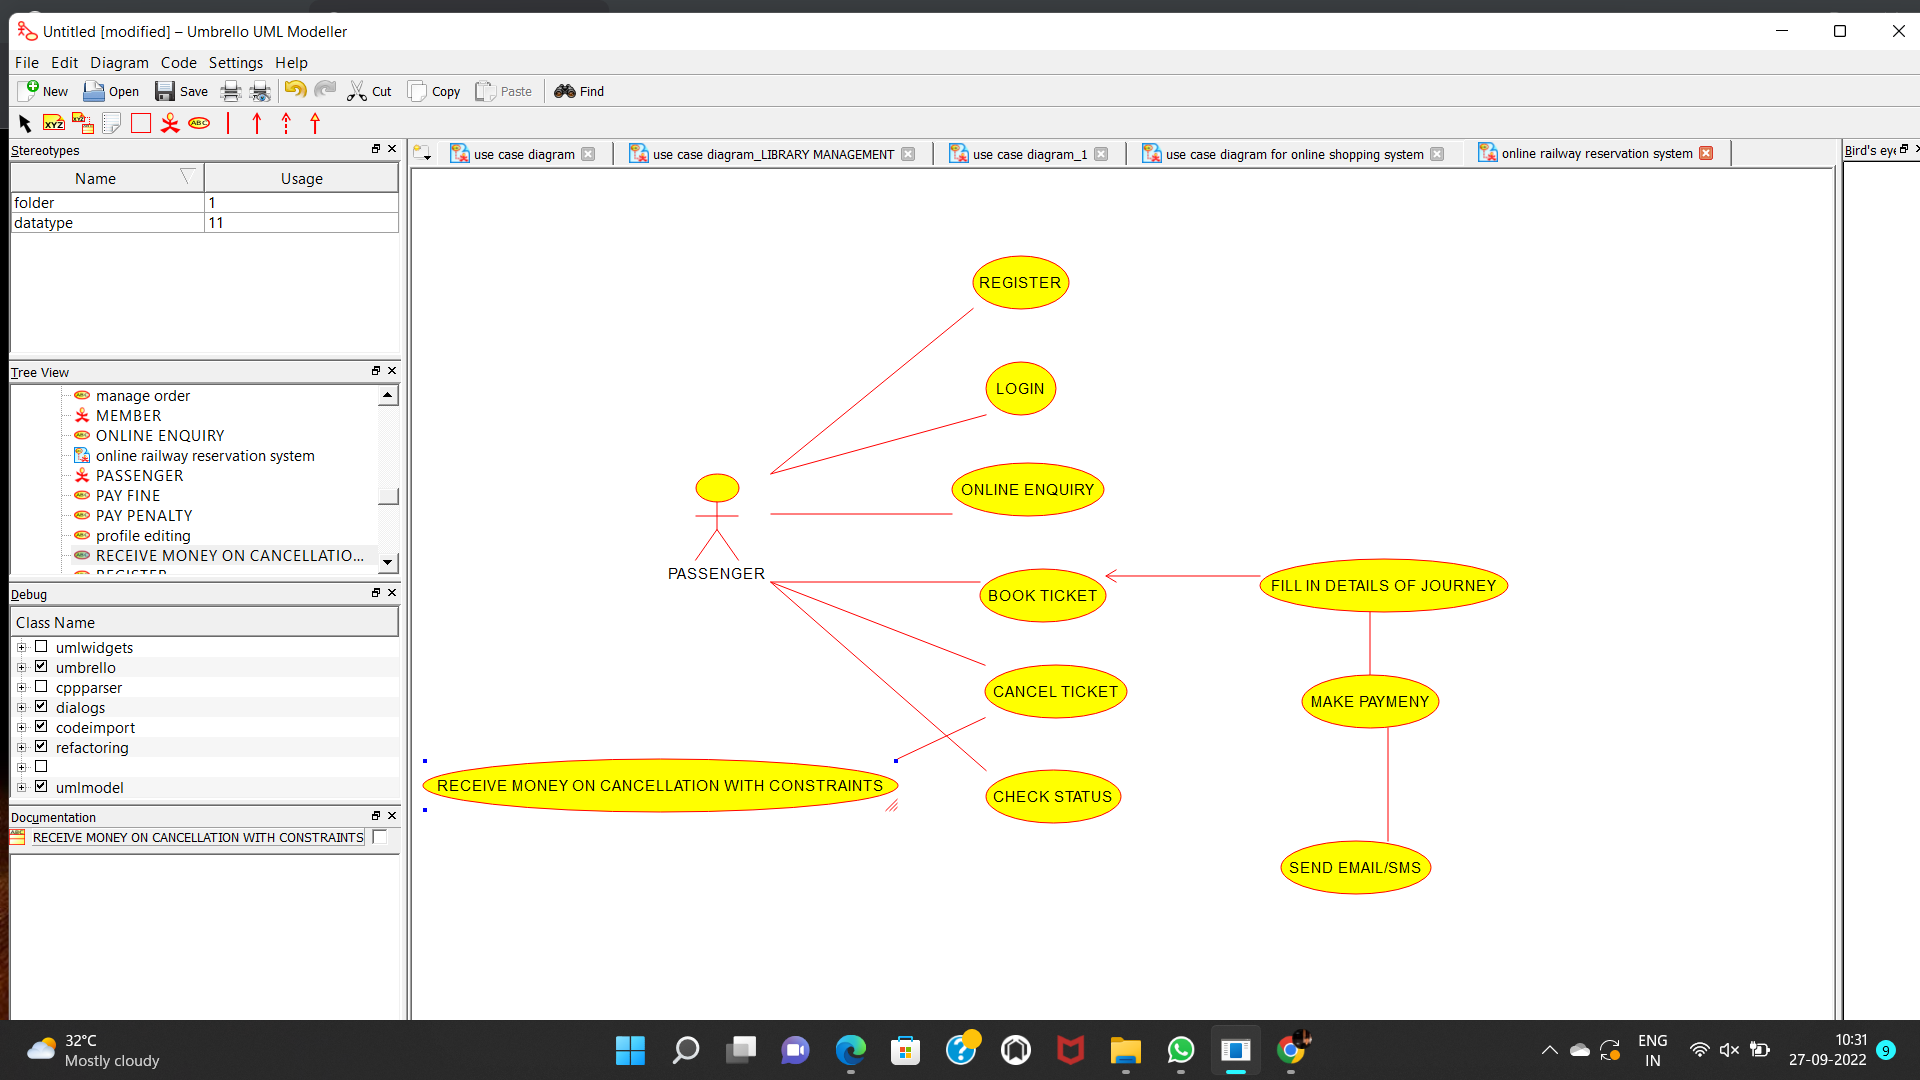 Untitled [modified] – Umbrello UML Modeller
File Edit Diagram Code Settings Help
New Open Save Cut Copy Paste Find
XYZ XYZ ABC
Stereotypes
Name Usage
folder 1
datatype 11
Tree View
manage order
MEMBER
ONLINE ENQUIRY
online railway reservation system
PASSENGER
PAY FINE
PAY PENALTY
profile editing
RECEIVE MONEY ON CANCELLATIO...
REGISTER
Debug
Class Name
umlwidgets
umbrello
cppparser
dialogs
codeimport
refactoring
umlmodel
Documentation
RECEIVE MONEY ON CANCELLATION WITH CONSTRAINTS
use case diagram use case diagram_LIBRARY MANAGEMENT use case diagram_1 use case diagram for online shopping system online railway reservation system
Bird's eye
REGISTER
LOGIN
ONLINE ENQUIRY
PASSENGER
BOOK TICKET
FILL IN DETAILS OF JOURNEY
CANCEL TICKET
MAKE PAYMENY
RECEIVE MONEY ON CANCELLATION WITH CONSTRAINTS
CHECK STATUS
SEND EMAIL/SMS
32°C
Mostly cloudy
ENG
IN
10:31
27-09-2022
9